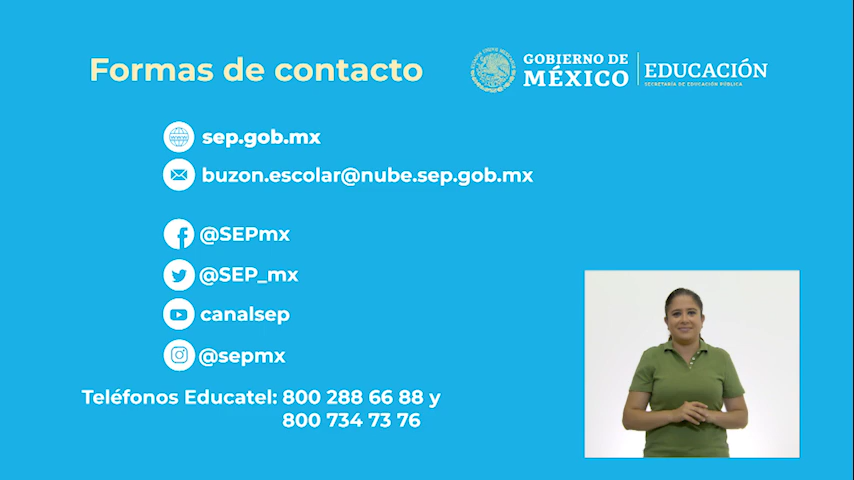 Formas de contacto
GOBIERNO DE
MÉXICO
EDUCACIÓN
SECRETARÍA DE EDUCACIÓN PÚBLICA
www
sep.gob.mx
buzon.escolar@nube.sep.gob.mx
@SEPmx
@SEP_mx
canalsep
@sepmx
Teléfonos Educatel: 800 288 66 88 y
800 734 73 76